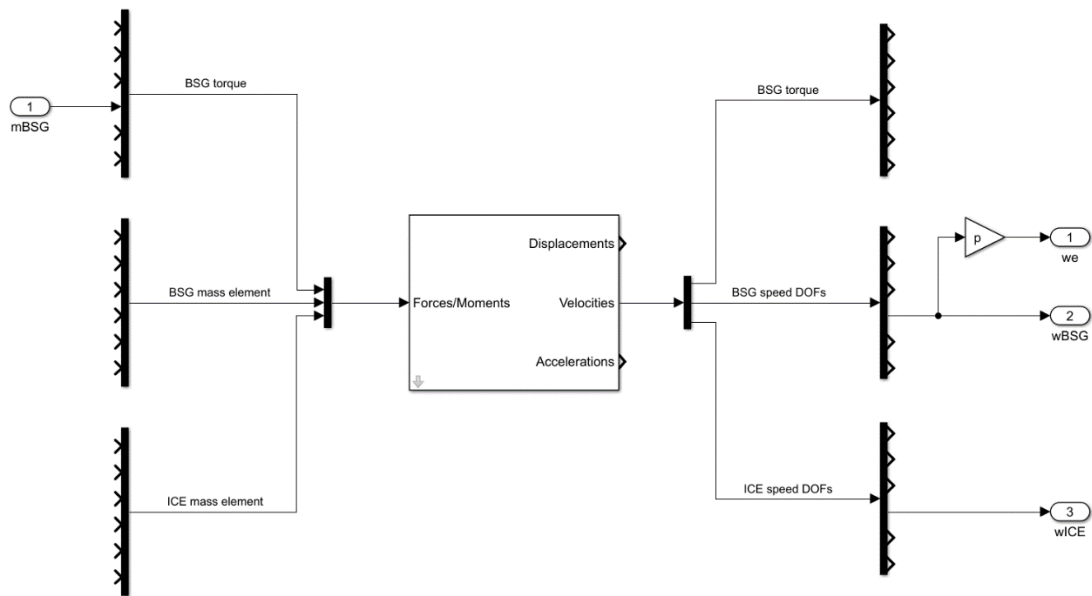 BSG torque
1
mBSG
BSG torque
p
1
we
Displacements
BSG mass element
Forces/Moments
Velocities
BSG speed DOFs
2
wBSG
Accelerations
ICE mass element
ICE speed DOFs
3
wICE